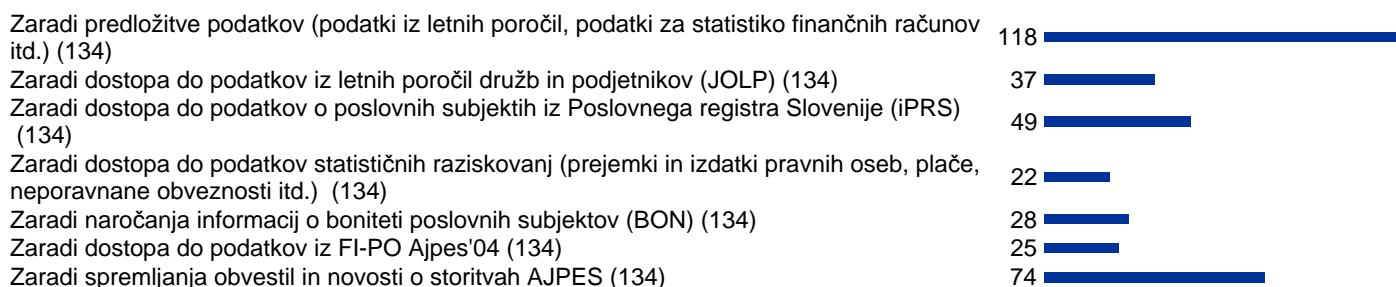 Zaradi predložitve podatkov (podatki iz letnih poročil, podatki za statistiko finančnih računov
itd.) (134)
118
Zaradi dostopa do podatkov iz letnih poročil družb in podjetnikov (JOLP) (134)
37
Zaradi dostopa do podatkov o poslovnih subjektih iz Poslovnega registra Slovenije (iPRS)
(134)
49
Zaradi dostopa do podatkov statističnih raziskovanj (prejemki in izdatki pravnih oseb, plače,
neporavnane obveznosti itd.) (134)
22
Zaradi naročanja informacij o boniteti poslovnih subjektov (BON) (134)
28
Zaradi dostopa do podatkov iz FI-PO Ajpes'04 (134)
25
Zaradi spremljanja obvestil in novosti o storitvah AJPES (134)
74